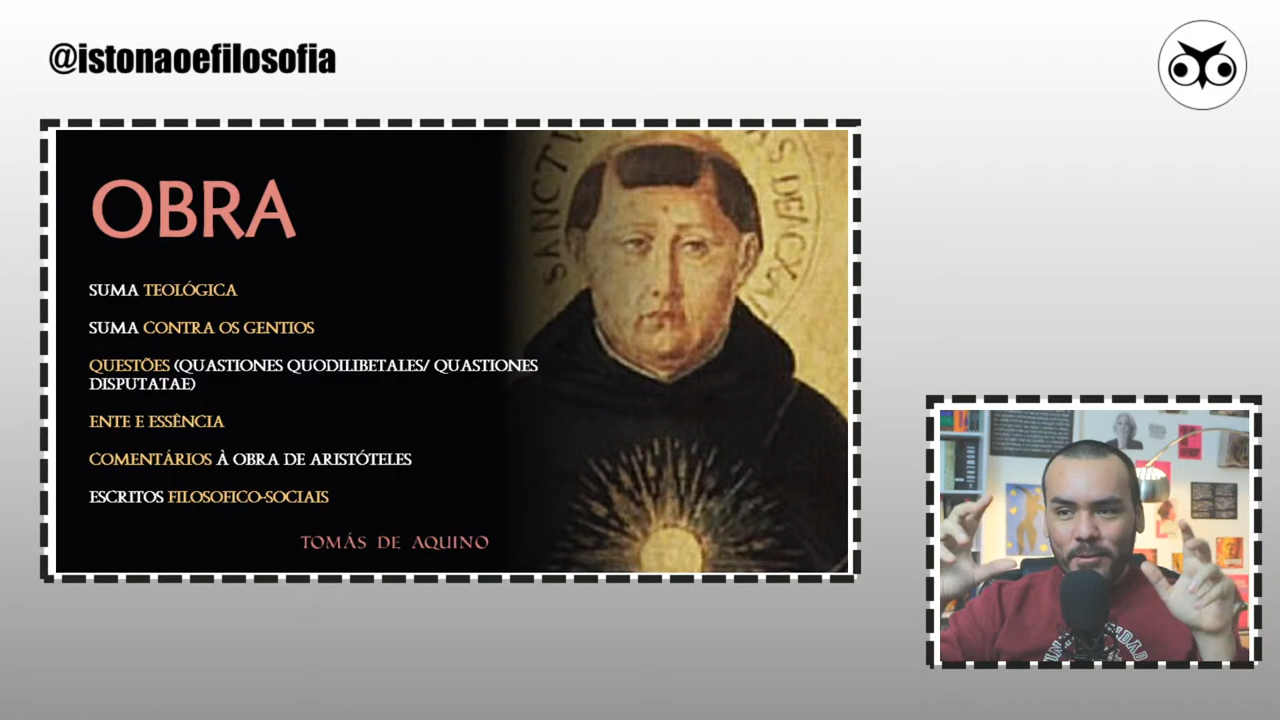 @istonaoefilosofia
OBRA
SUMA TEOLÓGICA
SUMA CONTRA OS GENTIOS
QUESTÕES (QUASTIONES QUODILIBETALES/ QUASTIONES
DISPUTATAE)
ENTE E ESSÊNCIA
COMENTÁRIOS À OBRA DE ARISTÓTELES
ESCRITOS FILOSOFICO-SOCIAIS
TOMÁS DE AQUINO